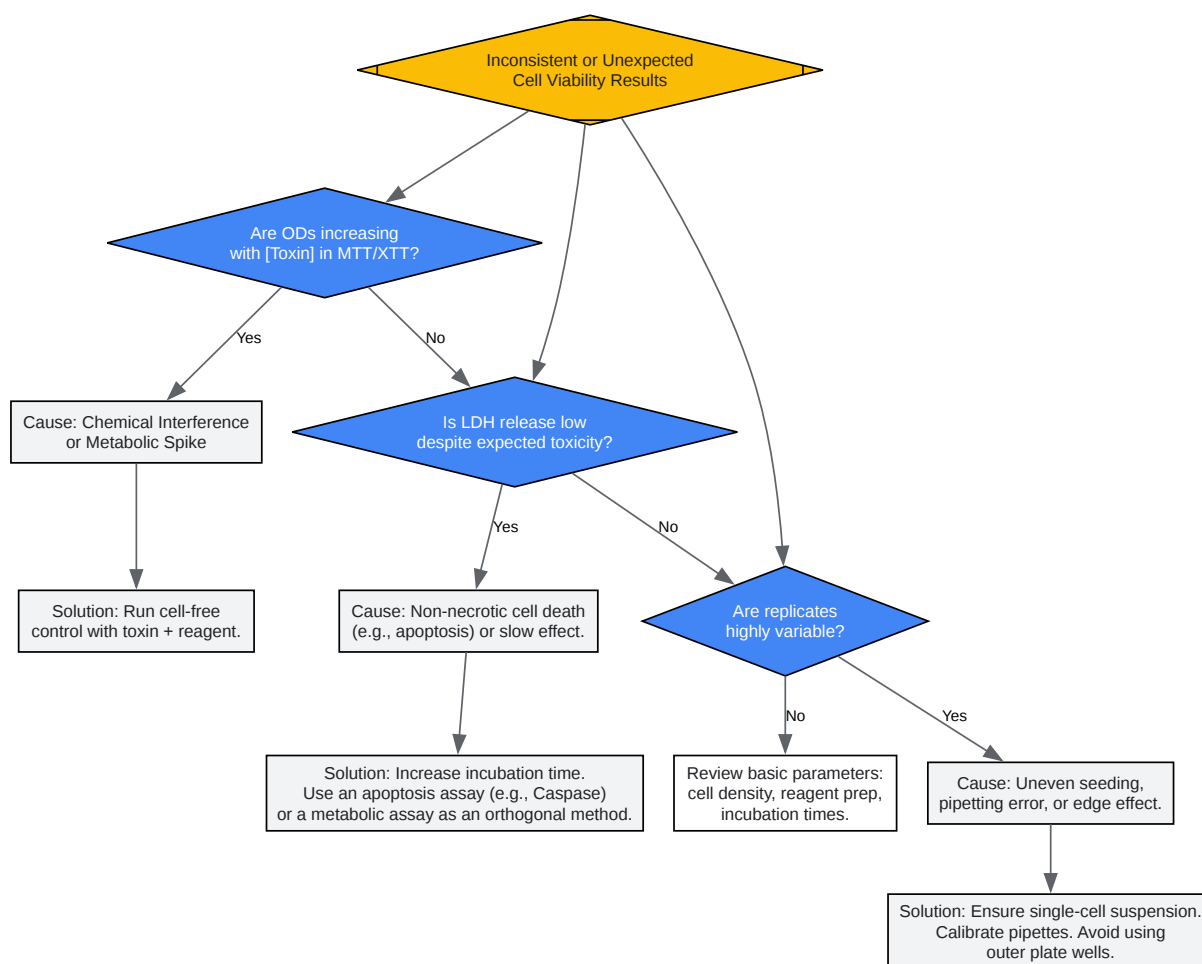 Inconsistent or Unexpected
Cell Viability Results
Are ODs increasing
with [Toxin] in MTT/XTT?
Yes
No
Cause: Chemical Interference
or Metabolic Spike
Is LDH release low
despite expected toxicity?
Yes
No
Solution: Run cell-free
control with toxin + reagent.
Cause: Non-necrotic cell death
(e.g., apoptosis) or slow effect.
Are replicates
highly variable?
No
Yes
Solution: Increase incubation time.
Use an apoptosis assay (e.g., Caspase)
or a metabolic assay as an orthogonal method.
Review basic parameters:
cell density, reagent prep,
incubation times.
Cause: Uneven seeding,
pipetting error, or edge effect.
Solution: Ensure single-cell suspension.
Calibrate pipettes. Avoid using
outer plate wells.